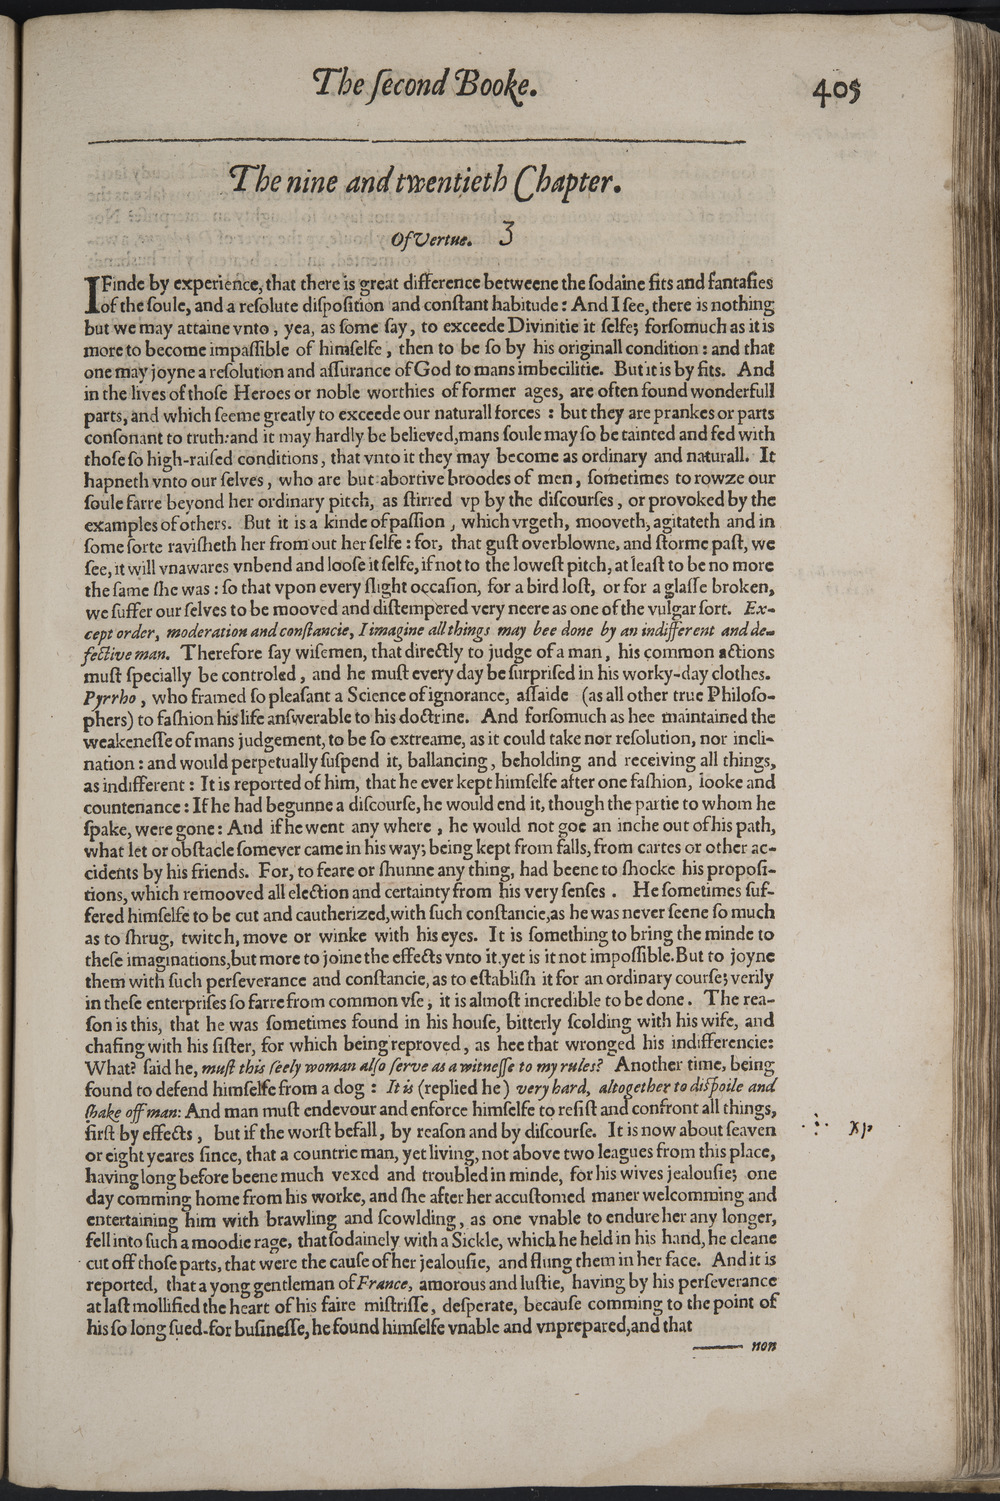 The ſecond Booke.
405
The nine and twentieth Chapter.
Of Vertue. 3
I Finde by experience, that there is great difference betweene the ſodaine fits and fantaſies
of the ſoule, and a reſolute diſpoſition and conſtant habitude: And I ſee, there is nothing
but we may attaine vnto, yea, as ſome ſay, to exceede Divinitie it ſelfe; forſomuch as it is
more to become impaſſible of himſelfe, then to be ſo by his originall condition: and that
one may joyne a reſolution and aſſurance of God to mans imbecilitie. But it is by fits. And
in the lives of thoſe Heroes or noble worthies of former ages, are often found wonderfull
parts, and which ſeeme greatly to exceede our naturall forces: but they are prankes or parts
conſonant to truth: and it may hardly be believed, mans ſoule may ſo be tainted and fed with
thoſe ſo high-raiſed conditions, that vnto it they may become as ordinary and naturall. It
hapneth vnto our ſelves, who are but abortive broodes of men, ſometimes to rowze our
ſoule farre beyond her ordinary pitch, as ſtirred vp by the diſcourſes, or provoked by the
examples of others. But it is a kinde of paſſion, which vrgeth, mooveth, agitateth and in
ſome ſorte raviſheth her from out her ſelfe: for, that guſt overblowne, and ſtorme paſt, we
ſee, it will vnawares vnbend and looſe it ſelfe, if not to the loweſt pitch, at leaſt to be no more
the ſame ſhe was: ſo that vpon every ſlight occaſion, for a bird loſt, or for a glaſſe broken,
we ſuffer our ſelves to be mooved and diſtempered very neere as one of the vulgar ſort. Ex-
cept order, moderation and conſtancie, I imagine all things may bee done by an indifferent and de-
fective man. Therefore ſay wiſemen, that directly to judge of a man, his common actions
muſt ſpecially be controled, and he muſt every day be ſurpriſed in his worky-day clothes.
Pyrrho, who framed ſo pleaſant a Science of ignorance, aſſaide (as all other true Philoſo-
phers) to faſhion his life anſwerable to his doctrine. And forſomuch as hee maintained the
weakeneſſe of mans judgement, to be ſo extreame, as it could take nor reſolution, nor incli-
nation: and would perpetually ſuſpend it, ballancing, beholding and receiving all things,
as indifferent: It is reported of him, that he ever kept himſelfe after one faſhion, looke and
countenance: If he had begunne a diſcourſe, he would end it, though the partie to whom he
ſpake, were gone: And if he went any where, he would not goe an inche out of his path,
what let or obſtacle ſomever came in his way; being kept from falls, from cartes or other ac-
cidents by his friends. For, to feare or ſhunne any thing, had beene to ſhocke his propoſi-
tions, which remooved all election and certainty from his very ſenſes. He ſometimes ſuf-
fered himſelfe to be cut and cautherized, with ſuch conſtancie, as he was never ſeene ſo much
as to ſhrug, twitch, move or winke with his eyes. It is ſomething to bring the minde to
theſe imaginations, but more to joine the effects vnto it. yet is it not impoſſible. But to joyne
them with ſuch perſeverance and conſtancie, as to eſtabliſh it for an ordinary courſe; verily
in theſe enterpriſes ſo farre from common vſe, it is almoſt incredible to be done. The rea-
ſon is this, that he was ſometimes found in his houſe, bitterly ſcolding with his wife, and
chafing with his ſiſter, for which being reproved, as hee that wronged his indifferencie:
What? ſaid he, muſt this ſeely woman alſo ſerve as a witneſſe to my rules? Another time, being
found to defend himſelfe from a dog: It is (replied he) very hard, altogether to diſpoile and
ſhake off man: And man muſt endevour and enforce himſelfe to reſiſt and confront all things,
firſt by effects, but if the worſt befall, by reaſon and by diſcourſe. It is now about ſeaven
or eight yeares ſince, that a countrie man, yet living, not above two leagues from this place,
having long before beene much vexed and troubled in minde, for his wives jealouſie; one
day comming home from his worke, and ſhe after her accuſtomed maner welcomming and
entertaining him with brawling and ſcowlding, as one vnable to endure her any longer,
fell into ſuch a moodie rage, that ſodainely with a Sickle, which he held in his hand, he cleane
cut off thoſe parts, that were the cauſe of her jealouſie, and flung them in her face. And it is
reported, that a yong gentleman of France, amorous and luſtie, having by his perſeverance
at laſt mollified the heart of his faire miſtriſſe, deſperate, becauſe comming to the point of
his ſo long ſued-for buſineſſe, he found himſelfe vnable and vnprepared, and that
non